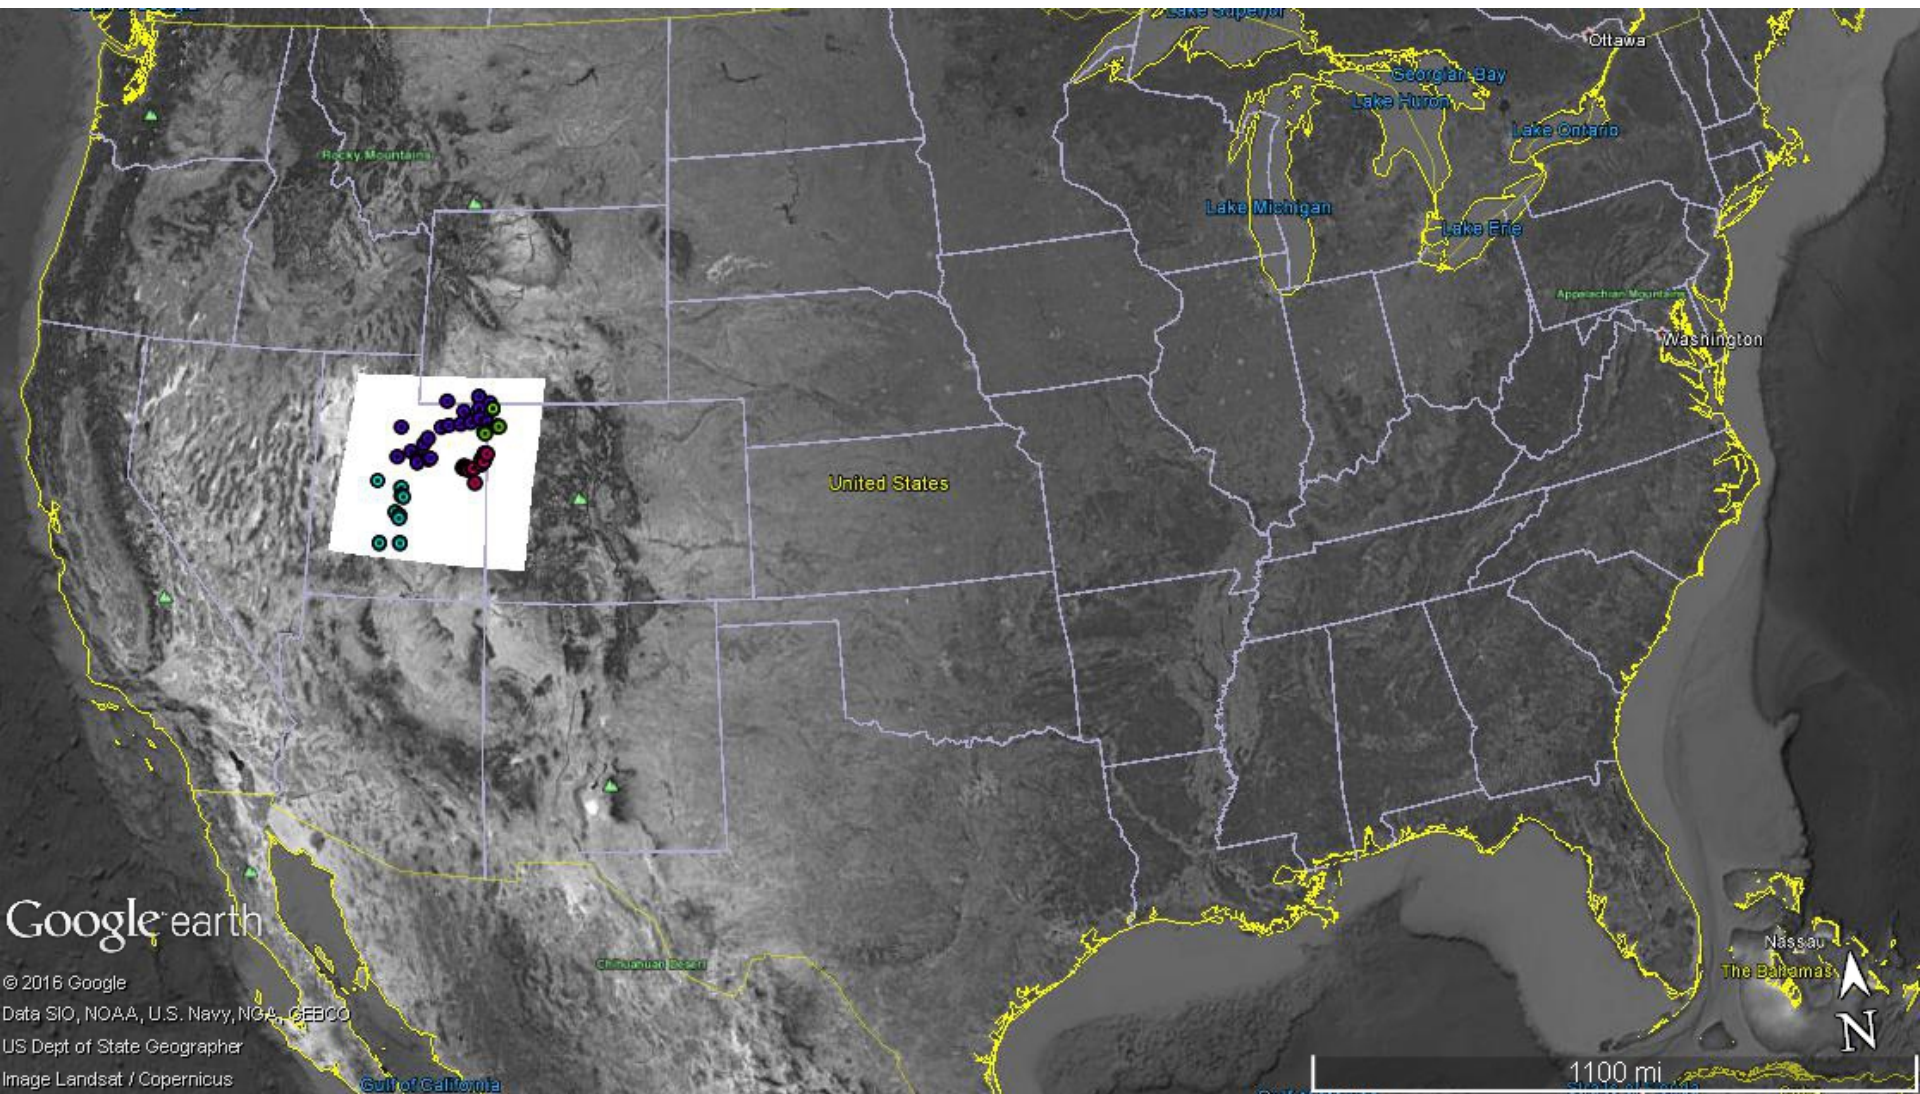 Lake Superior
Ottawa
Georgian Bay
Lake Huron
Lake Ontario
Rocky Mountains
Lake Michigan
Lake Erie
Appalachian Mountains
Washington
United States
Google earth
Nassau
The Bahamas
Chihuahuan Desert
© 2016 Google
Data SIO, NOAA, U.S. Navy, NGA, GEBCO
US Dept of State Geographer
Image Landsat / Copernicus
N
1100 mi
Gulf of California